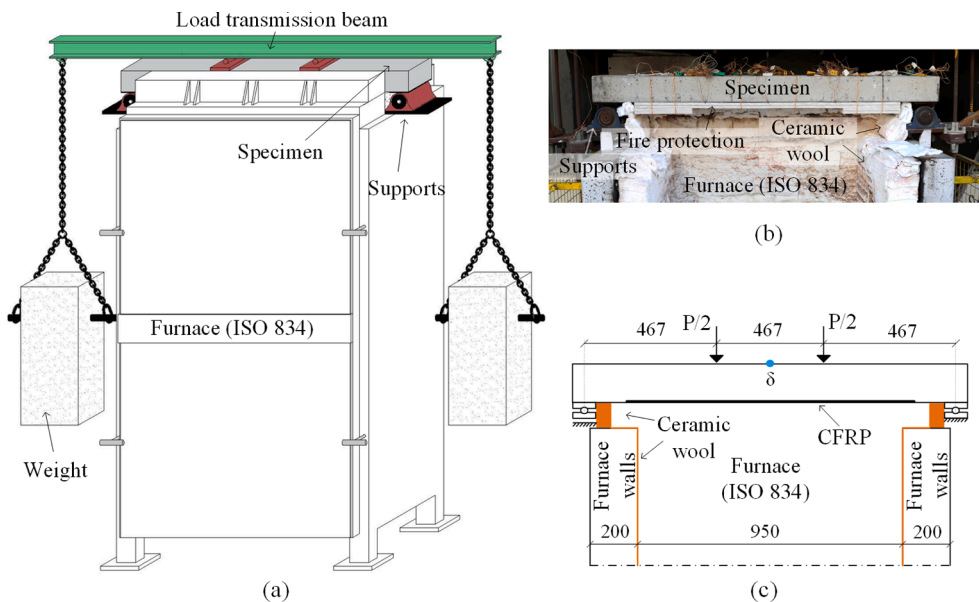 (a)
Load transmission beam
Specimen
Supports
Furnace (ISO 834)
Weight
Specimen
Fire protection
Ceramic
wool
Supports
Furnace (ISO 834)
(b)
P/2
P/2
467
467
467
δ
Ceramic
wool
CFRP
Furnace
walls
Furnace
(ISO 834)
Furnace
walls
200
950
200
(c)